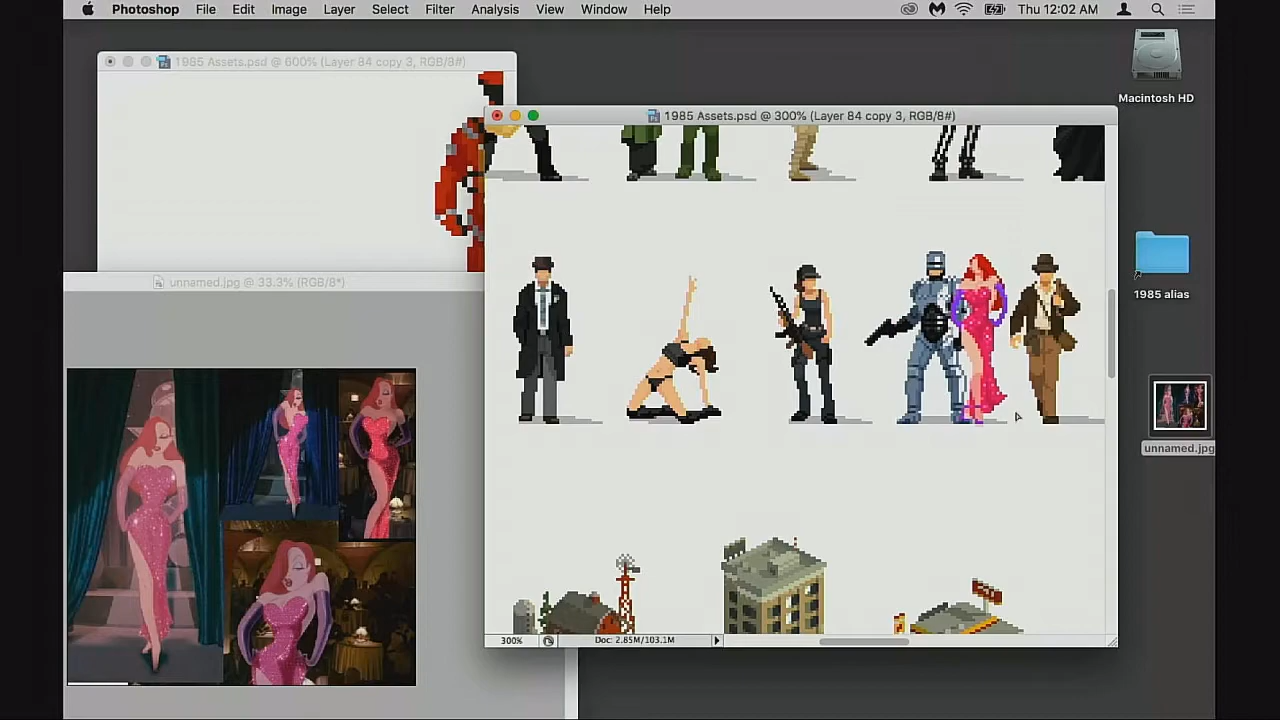 Photoshop File Edit Image Layer Select Filter Analysis View Window Help Thu 12:02 AM
1985 Assets.psd @ 600% (Layer 84 copy 3, RGB/8#)
Macintosh HD
1985 Assets.psd @ 300% (Layer 84 copy 3, RGB/8#)
unnamed.jpg @ 33.3% (RGB/8*)
1985 alias
unnamed.jpg
300% Doc: 2.85M/103.1M